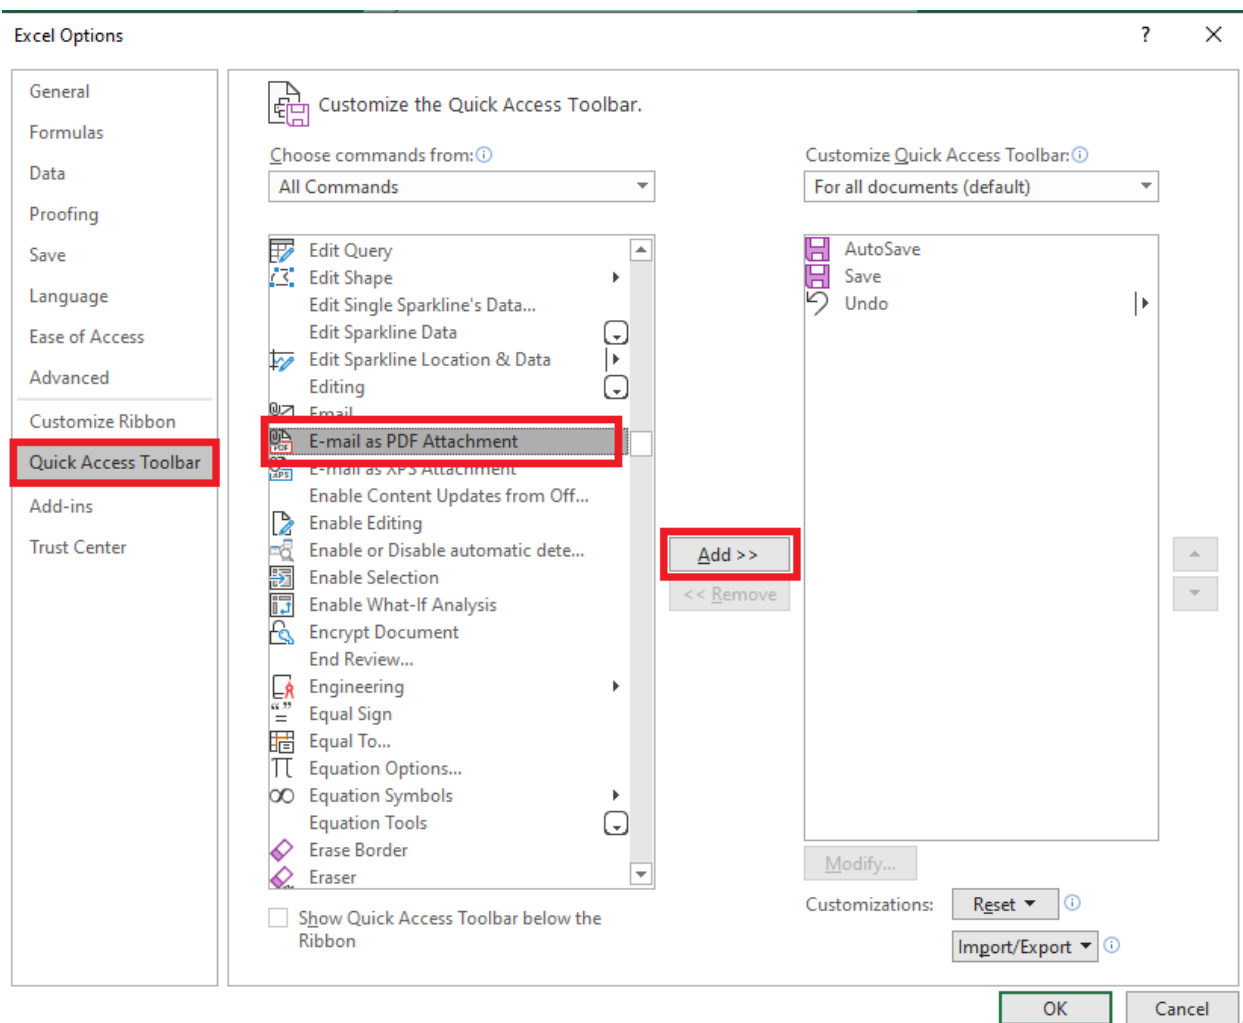 Excel Options
?
General
Formulas
Data
Proofing
Save
Language
Ease of Access
Advanced
Customize Ribbon
Quick Access Toolbar
Add-ins
Trust Center
Customize the Quick Access Toolbar.
Choose commands from:
All Commands
Edit Query
Edit Shape
Edit Single Sparkline's Data...
Edit Sparkline Data
Edit Sparkline Location & Data
Editing
Email
E-mail as PDF Attachment
E-mail as XPS Attachment
Enable Content Updates from Off...
Enable Editing
Enable or Disable automatic dete...
Enable Selection
Enable What-If Analysis
Encrypt Document
End Review...
Engineering
Equal Sign
Equal To...
Equation Options...
Equation Symbols
Equation Tools
Erase Border
Eraser
Show Quick Access Toolbar below the
Ribbon
Add >>
<< Remove
Customize Quick Access Toolbar:
For all documents (default)
AutoSave
Save
Undo
Modify...
Customizations:
Reset
Import/Export
OK
Cancel